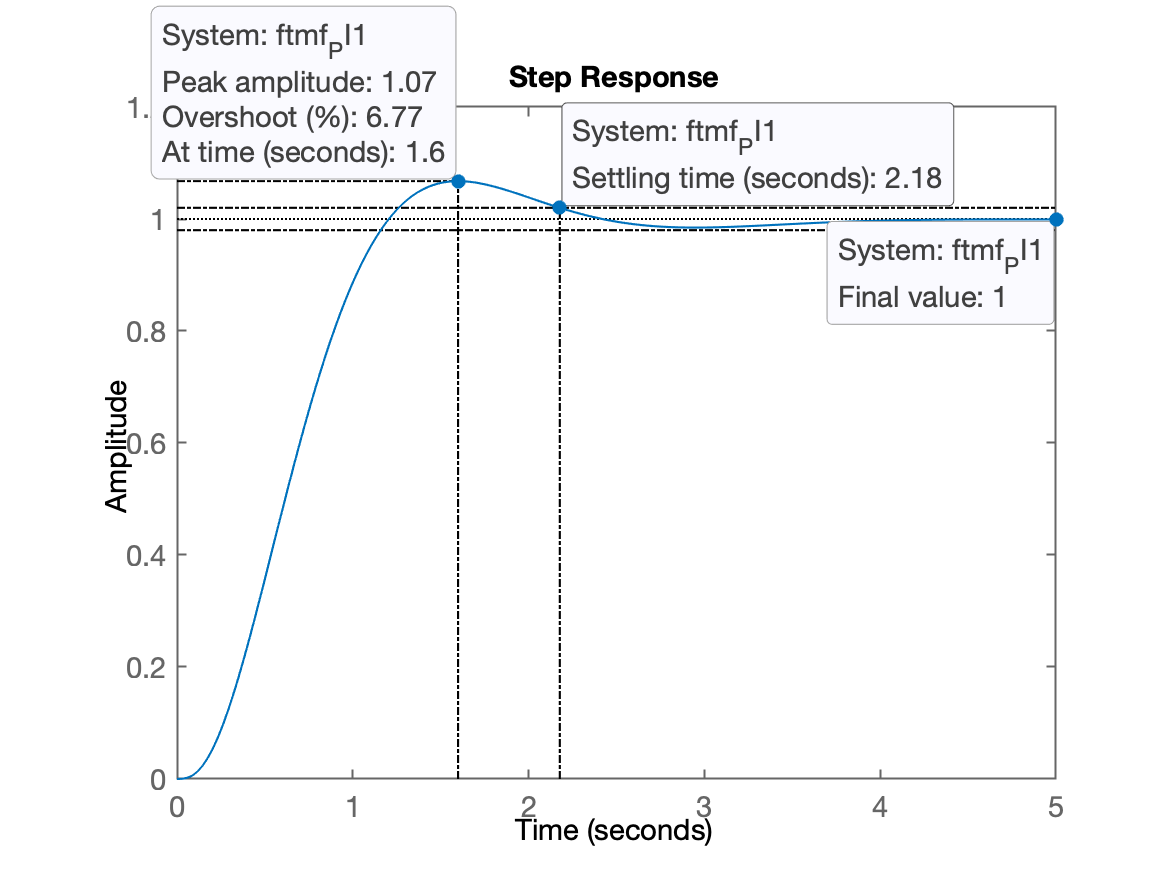 System: ftmf_PI1
Peak amplitude: 1.07
Overshoot (%): 6.77
At time (seconds): 1.6
Step Response
System: ftmf_PI1
Settling time (seconds): 2.18
System: ftmf_PI1
Final value: 1
Amplitude
1.
1
0.8
0.6
0.4
0.2
0
0
1
2
3
4
5
Time (seconds)